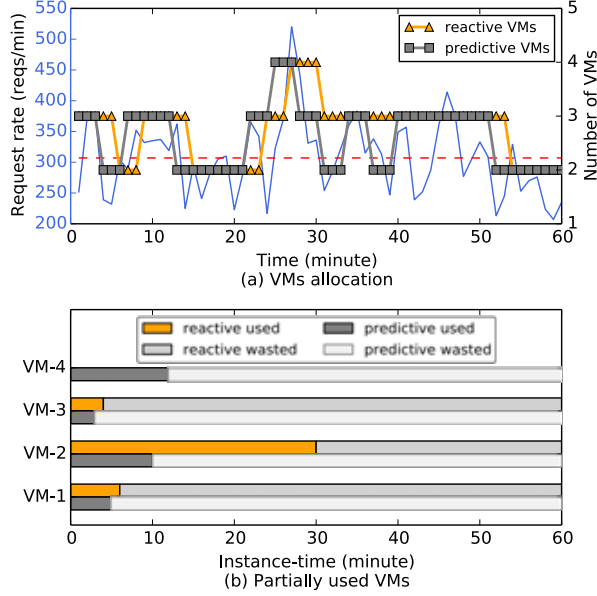 550
500
450
400
350
300
250
200
Request rate (reqs/min)
reactive VMs
predictive VMs
5
4
3
2
1
Number of VMs
0 10 20 30 40 50 60
Time (minute)
(a) VMs allocation
reactive used predictive used
reactive wasted predictive wasted
VM-4
VM-3
VM-2
VM-1
0 10 20 30 40 50 60
Instance-time (minute)
(b) Partially used VMs